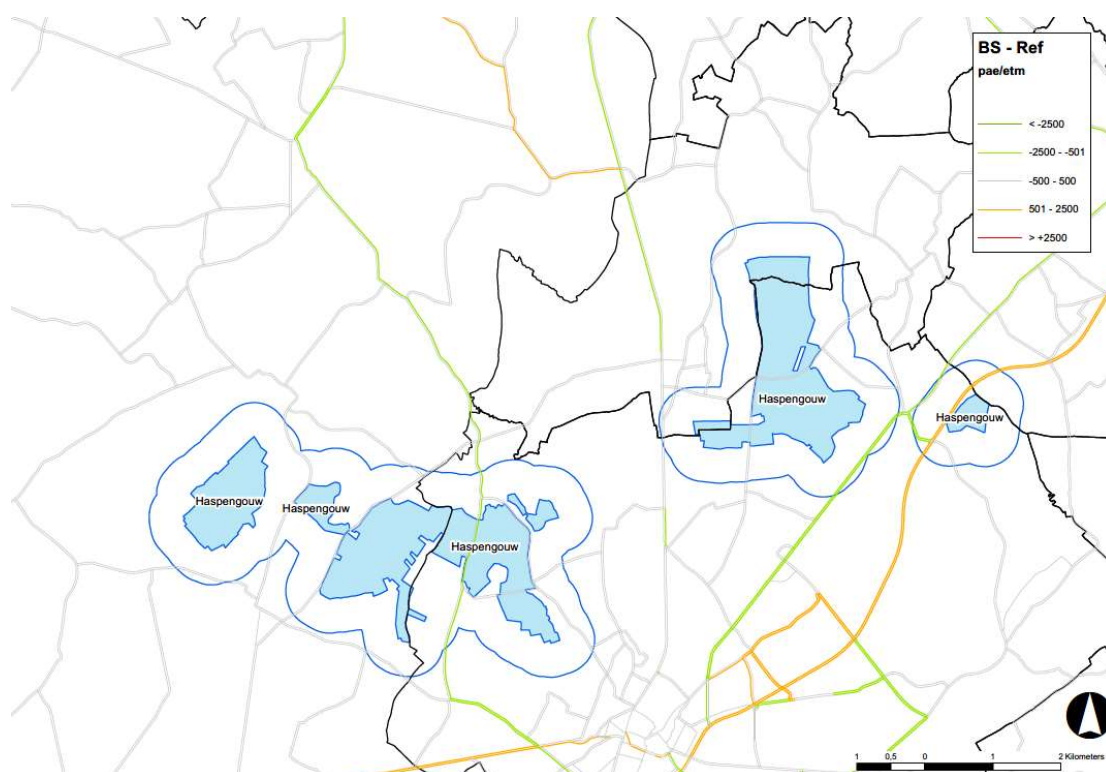 BS - Ref
pae/etm
< -2500
-2500 - -501
-500 - 500
501 - 2500
> +2500
Haspengouw
Haspengouw
Haspengouw
Haspengouw
Haspengouw
1 0,5 0 1 2 Kilometers